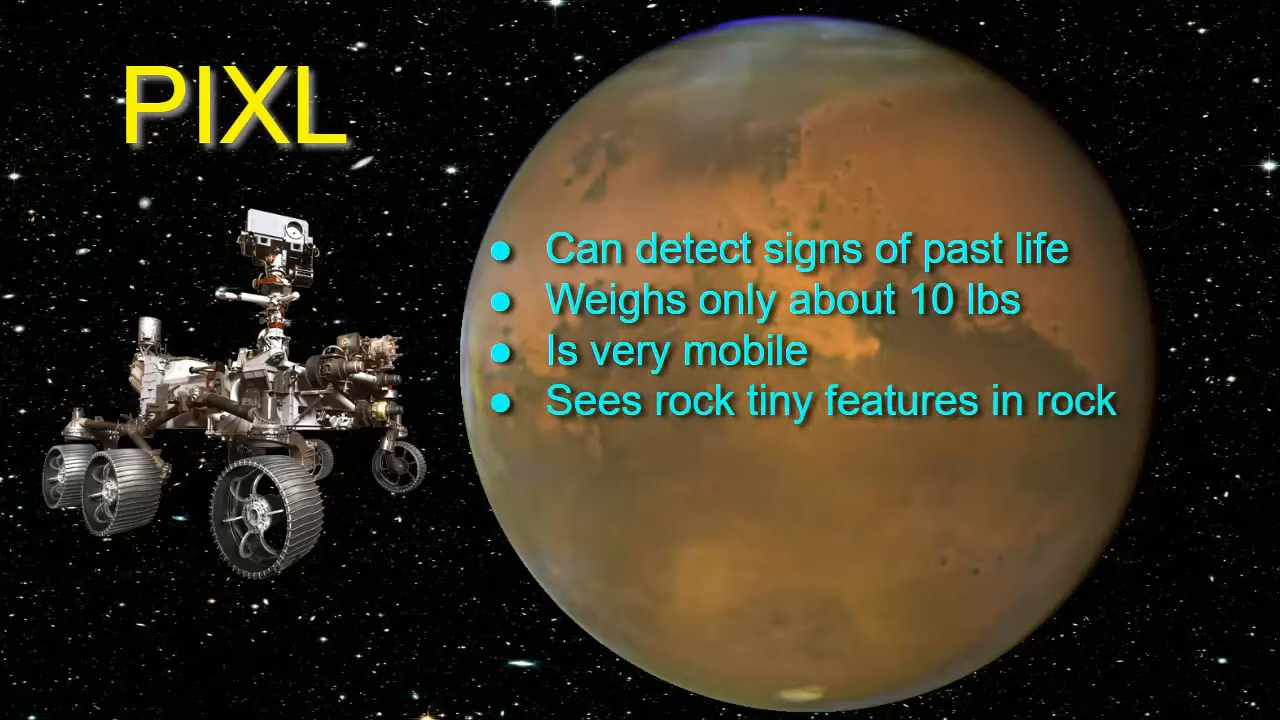 PIXL
● Can detect signs of past life
● Weighs only about 10 lbs
● Is very mobile
● Sees rock tiny features in rock